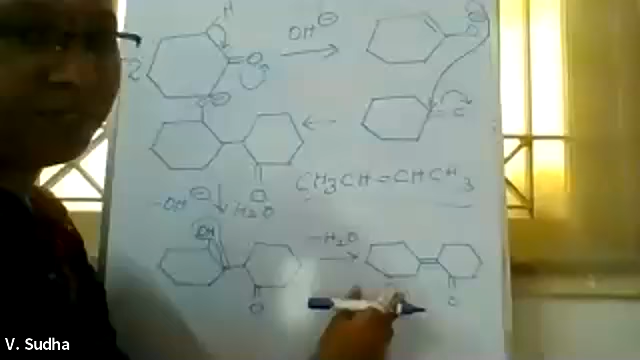 H
2
O
OH⊖
O⊖
O
O⊖
O
CH3CH=CHCH3
-OH⊖
H2O
OH
O
-H2O
O
V. Sudha